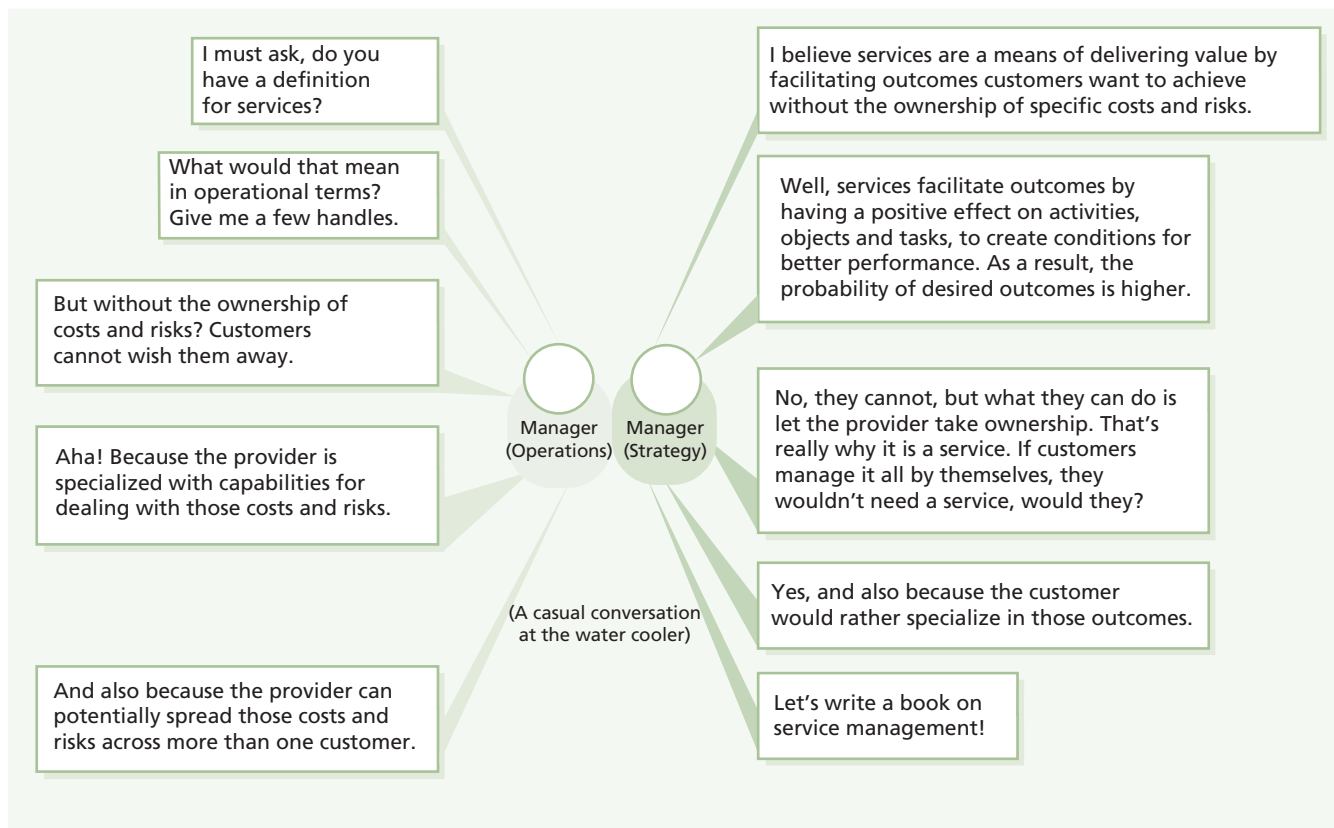 I must ask, do you
have a definition
for services?
I believe services are a means of delivering value by
facilitating outcomes customers want to achieve
without the ownership of specific costs and risks.
What would that mean
in operational terms?
Give me a few handles.
Well, services facilitate outcomes by
having a positive effect on activities,
objects and tasks, to create conditions for
better performance. As a result, the
probability of desired outcomes is higher.
But without the ownership of
costs and risks? Customers
cannot wish them away.
No, they cannot, but what they can do is
let the provider take ownership. That’s
really why it is a service. If customers
manage it all by themselves, they
wouldn’t need a service, would they?
Manager
(Operations)
Manager
(Strategy)
Aha! Because the provider is
specialized with capabilities for
dealing with those costs and risks.
Yes, and also because the customer
would rather specialize in those outcomes.
(A casual conversation
at the water cooler)
And also because the provider can
potentially spread those costs and
risks across more than one customer.
Let’s write a book on
service management!